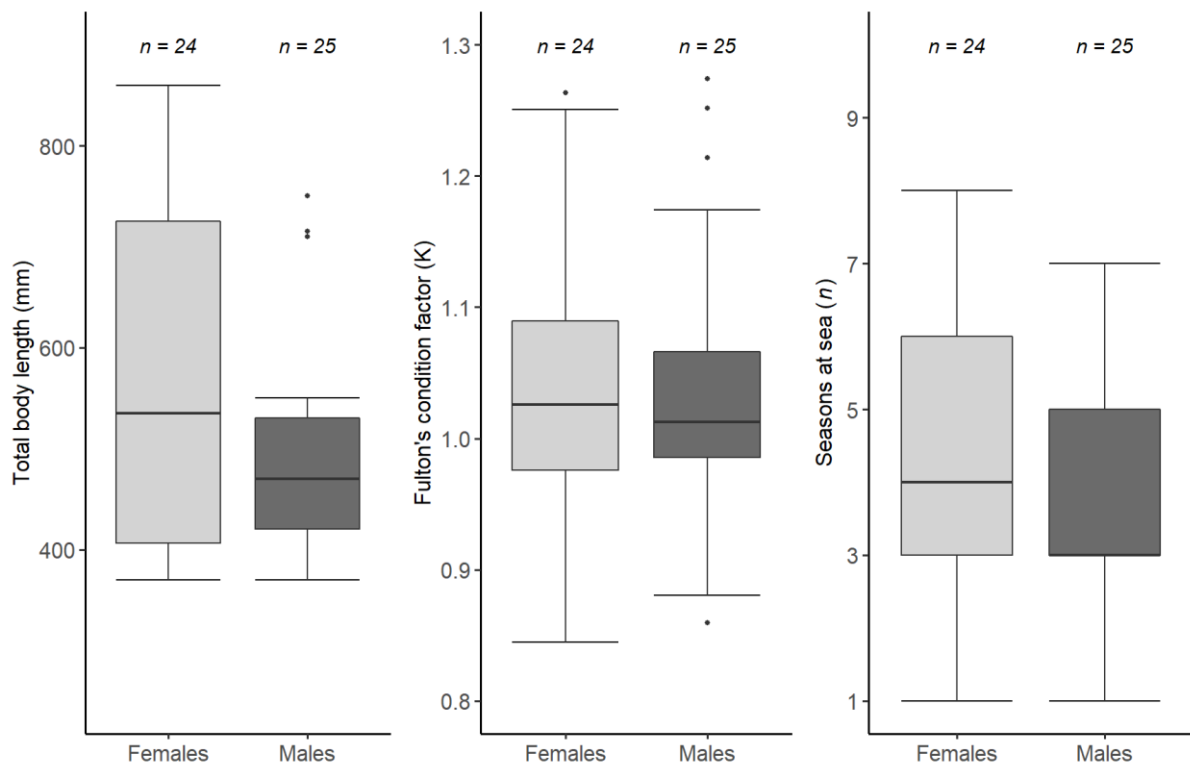 Total body length (mm)
800
600
400
n = 24
n = 25
Females
Males
Fulton's condition factor (K)
1.3
1.2
1.1
1.0
0.9
0.8
n = 24
n = 25
Females
Males
Seasons at sea (n)
9
7
5
3
1
n = 24
n = 25
Females
Males